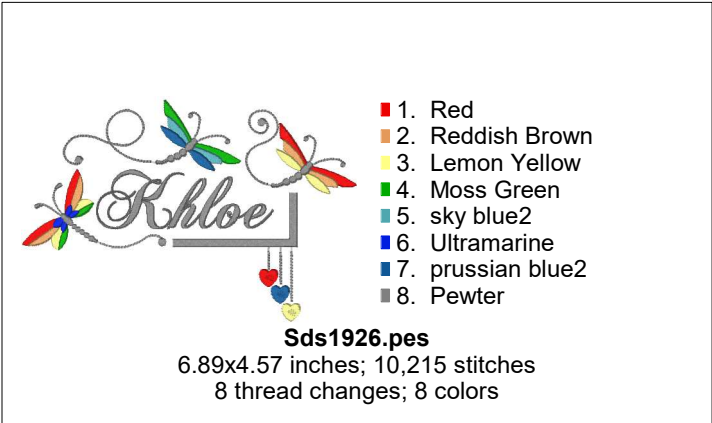 Khloe
1. Red
2. Reddish Brown
3. Lemon Yellow
4. Moss Green
5. sky blue2
6. Ultramarine
7. prussian blue2
8. Pewter
Sds1926.pes
6.89x4.57 inches; 10,215 stitches
8 thread changes; 8 colors